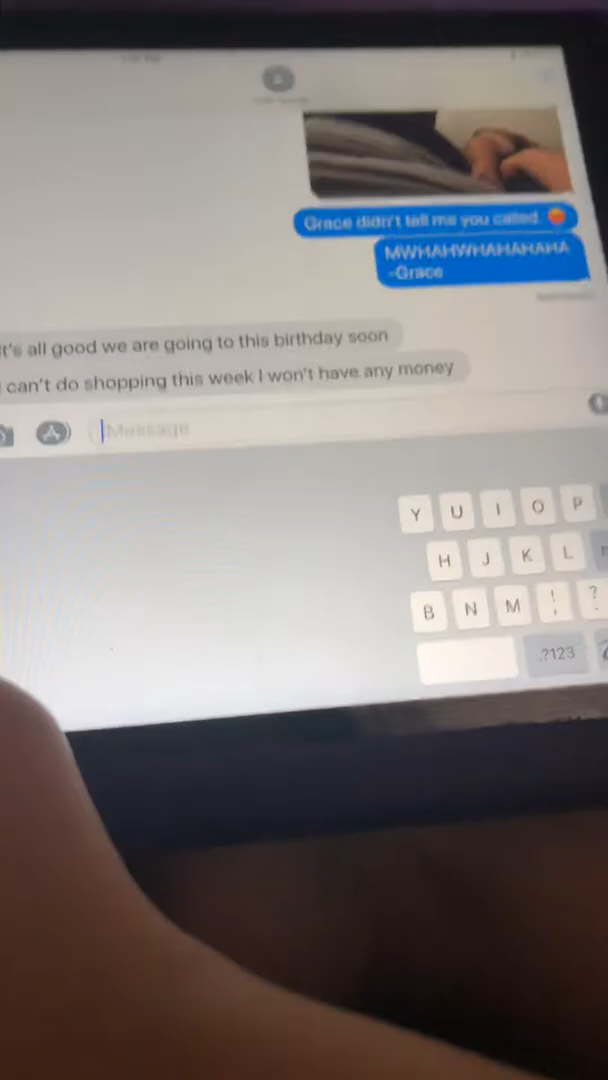 Grace didn't tell me you called. 😡
MWHAHWHAHAHAHA
-Grace
t's all good we are going to this birthday soon
I can't do shopping this week I won't have any money
Message
Y U I O P
H J K L
B N M ! , ? .
.?123